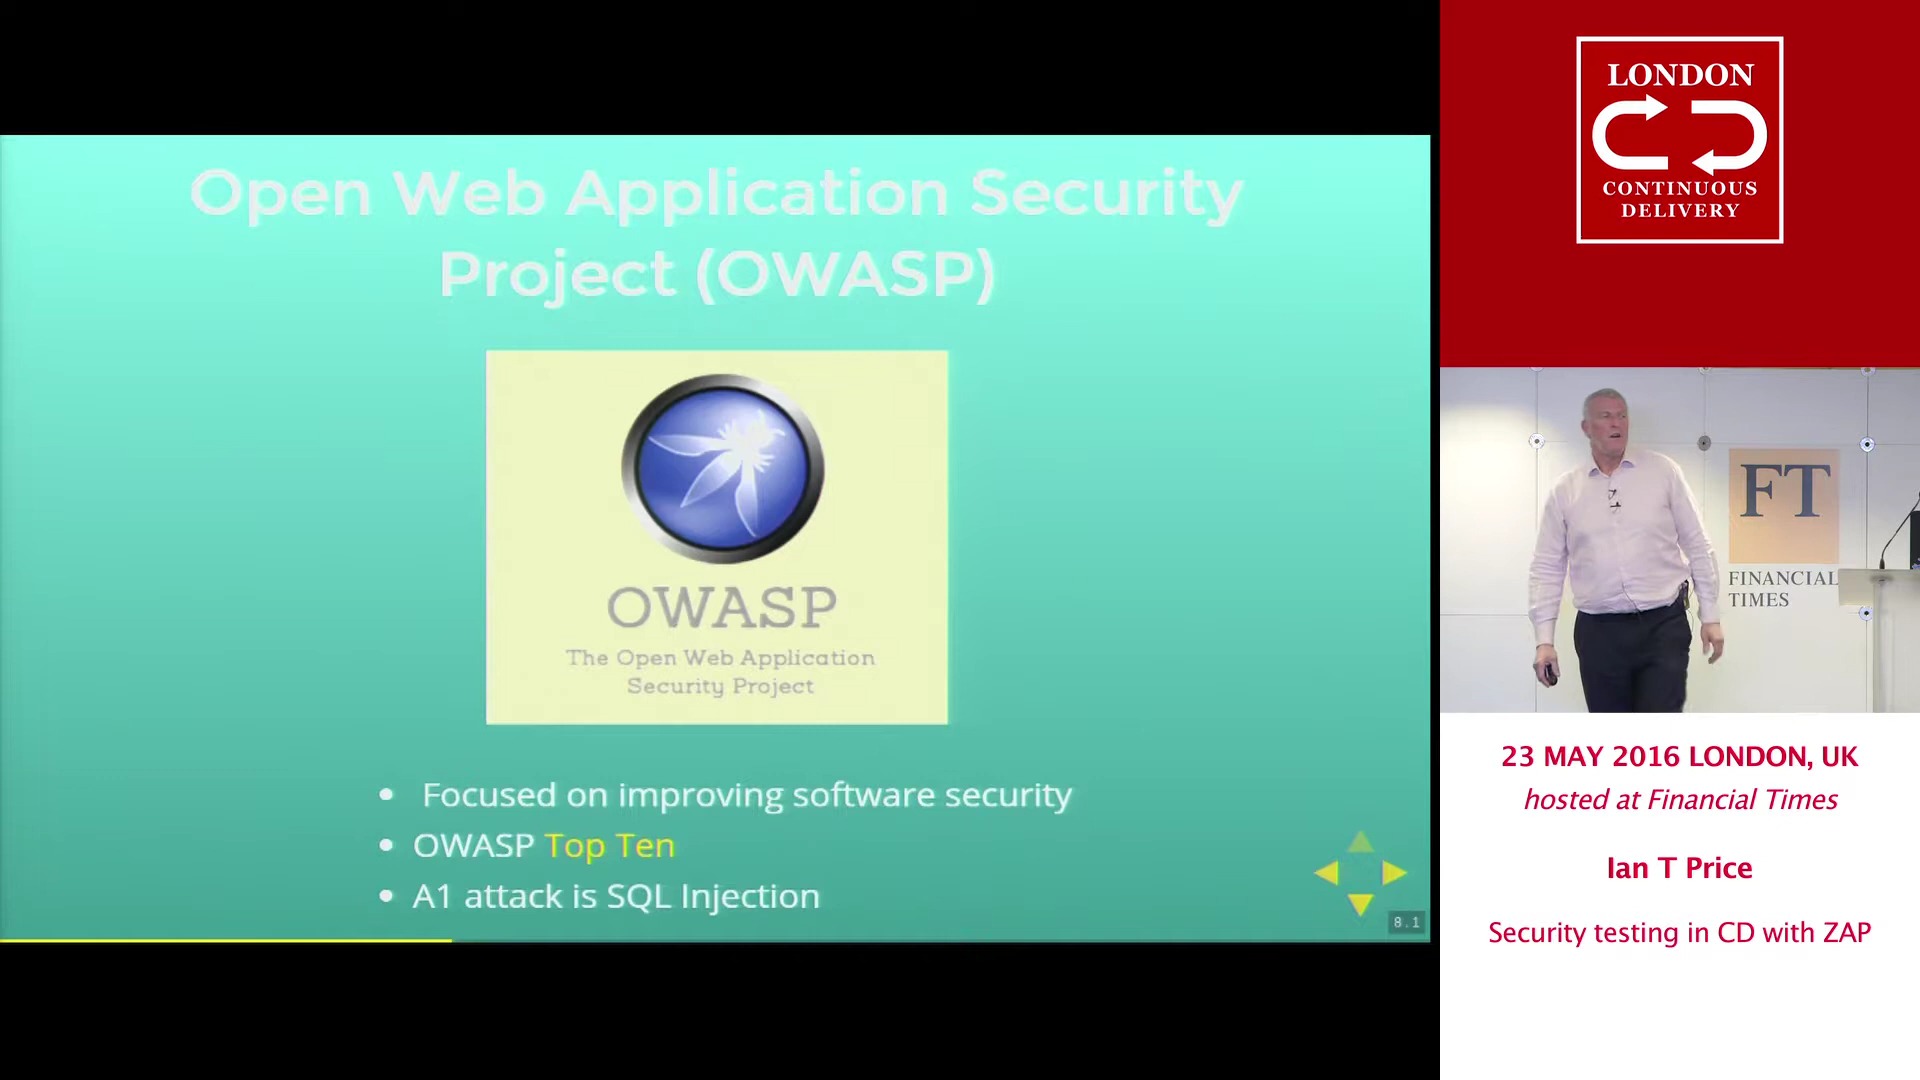 Open Web Application Security
Project (OWASP)
OWASP
The Open Web Application
Security Project
Focused on improving software security
OWASP Top Ten
A1 attack is SQL Injection
8.1
LONDON
CONTINUOUS
DELIVERY
FT
FINANCIAL
TIMES
23 MAY 2016 LONDON, UK
hosted at Financial Times
Ian T Price
Security testing in CD with ZAP